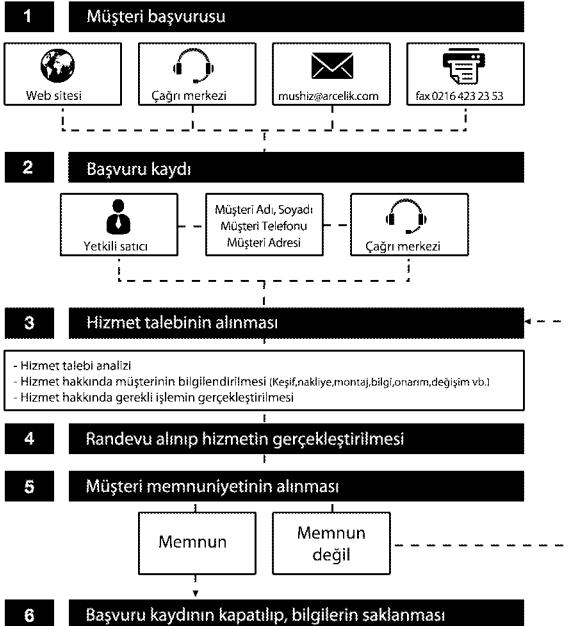 1 Müşteri başvurusu
Web sitesi
Çağrı merkezi
mushiz@arcelik.com
fax 0216 423 23 53
2 Başvuru kaydı
Yetkili satıcı
Müşteri Adı, Soyadı
Müşteri Telefonu
Müşteri Adresi
Çağrı merkezi
3 Hizmet talebinin alınması
- Hizmet talebi analizi
- Hizmet hakkında müşterinin bilgilendirilmesi (Keşif,nakliye,montaj,bilgi,onarım,değişim vb.)
- Hizmet hakkında gerekli işlemin gerçekleştirilmesi
4 Randevu alınıp hizmetin gerçekleştirilmesi
5 Müşteri memnuniyetinin alınması
Memnun
Memnun
değil
6 Başvuru kaydının kapatılıp, bilgilerin saklanması